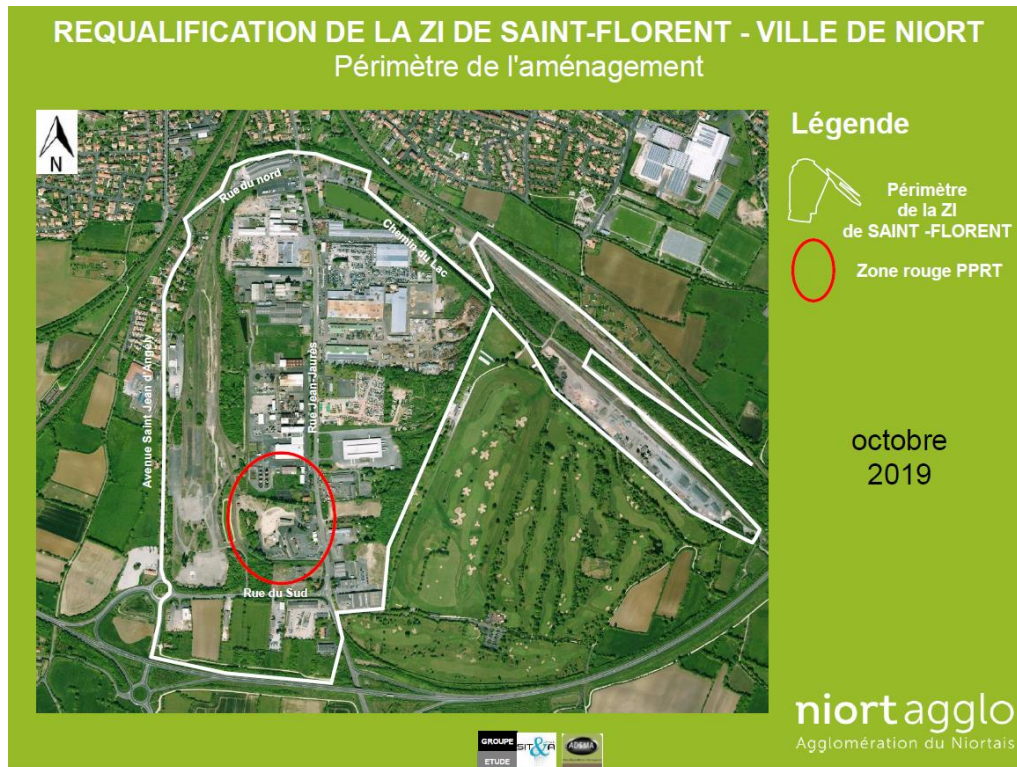 REQUALIFICATION DE LA ZI DE SAINT-FLORENT - VILLE DE NIORT
Périmètre de l'aménagement
N
Rue du nord
Chemin du Lac
Avenue Saint Jean d'Angély
Rue Jean-Jaurès
Rue du Sud
Légende
Périmètre
de la ZI
de SAINT -FLORENT
Zone rouge PPRT
octobre
2019
niortagglo
Agglomération du Niortais
GROUPE
ETUDE
SIT&A
ADEMA